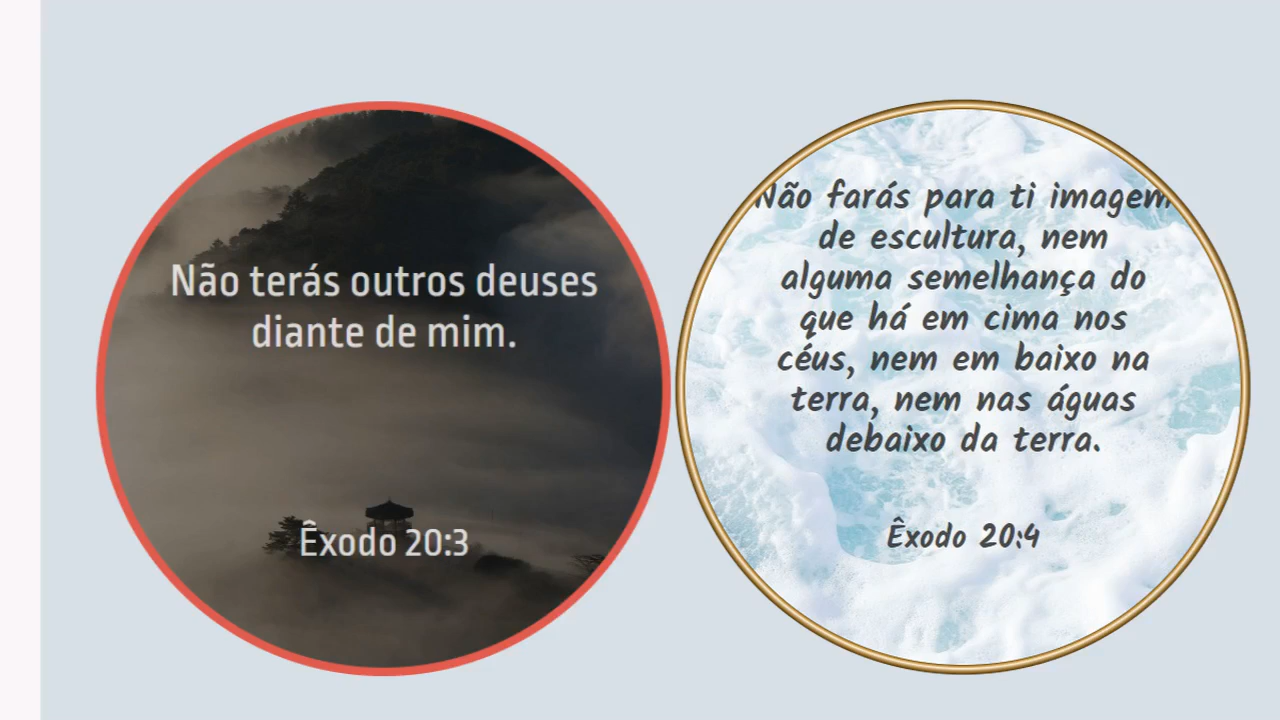 Não terás outros deuses
diante de mim.
Êxodo 20:3
Não farás para ti imagem
de escultura, nem
alguma semelhança do
que há em cima nos
céus, nem em baixo na
terra, nem nas águas
debaixo da terra.
Êxodo 20:4